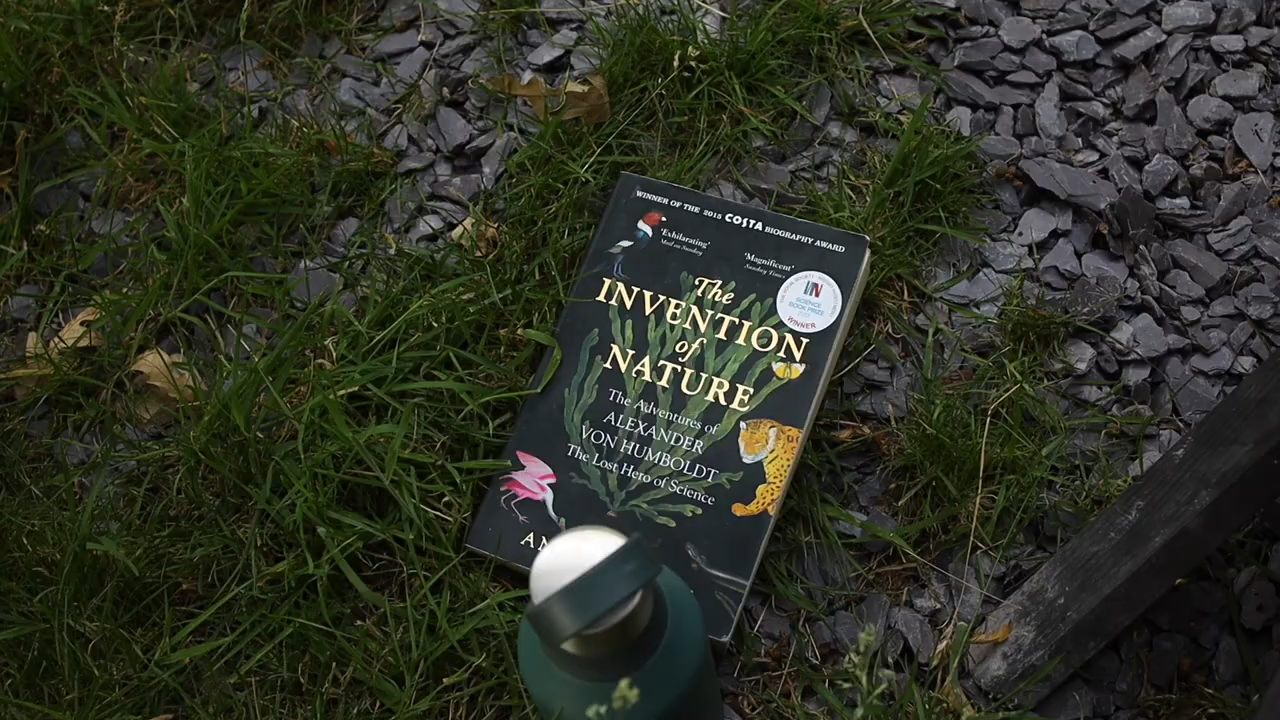 WINNER OF THE 2015 COSTA BIOGRAPHY AWARD
'Exhilarating'
Mail on Sunday
'Magnificent'
Sunday Times
SCIENCE
BOOK PRIZE
WINNER
The
INVENTION
of
NATURE
The Adventures of
ALEXANDER
VON HUMBOLDT
The Lost Hero of Science